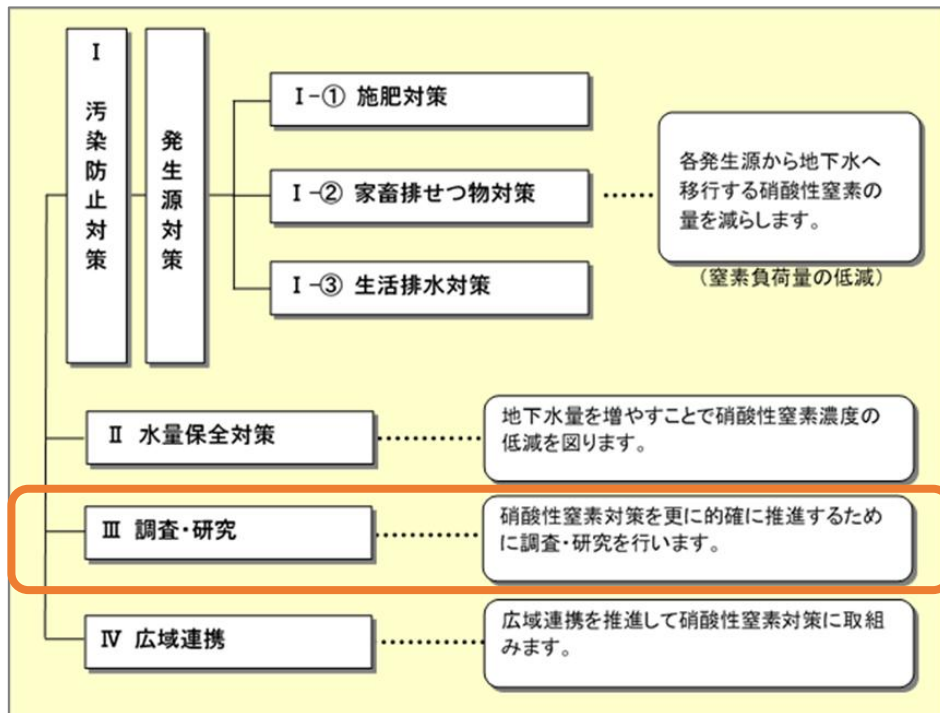 Ⅰ 汚染防止対策
発生源対策
Ⅰ-① 施肥対策
Ⅰ-② 家畜排せつ物対策
Ⅰ-③ 生活排水対策
各発生源から地下水へ
移行する硝酸性窒素の
量を減らします。
(窒素負荷量の低減)
Ⅱ 水量保全対策
地下水量を増やすことで硝酸性窒素濃度の
低減を図ります。
Ⅲ 調査・研究
硝酸性窒素対策を更に的確に推進するため
に調査・研究を行います。
Ⅳ 広域連携
広域連携を推進して硝酸性窒素対策に取組
みます。